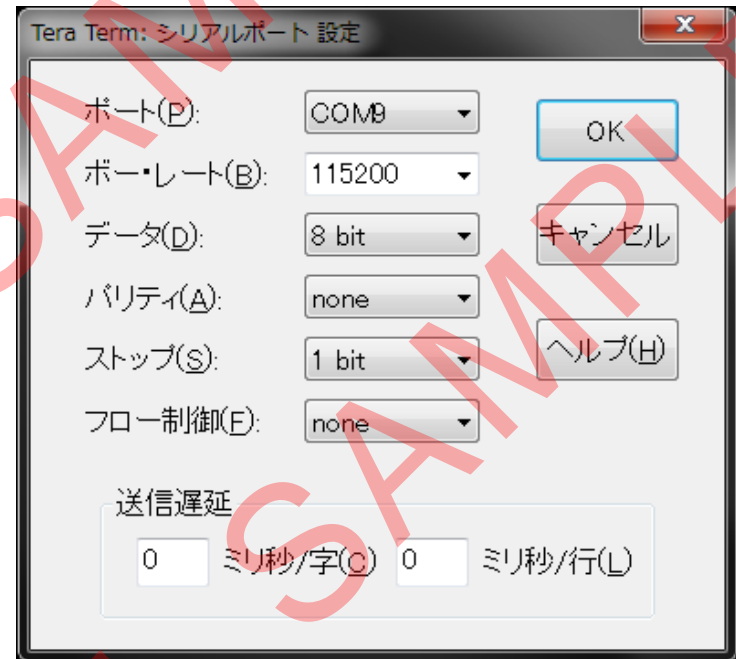 Tera Term: シリアルポート 設定
ポート(P): COM9
OK
ボー・レート(B): 115200
データ(D): 8 bit
キャンセル
パリティ(A): none
ストップ(S): 1 bit
ヘルプ(H)
フロー制御(F): none
送信遅延
0 ミリ秒/字(C) 0 ミリ秒/行(L)
SAMPLE